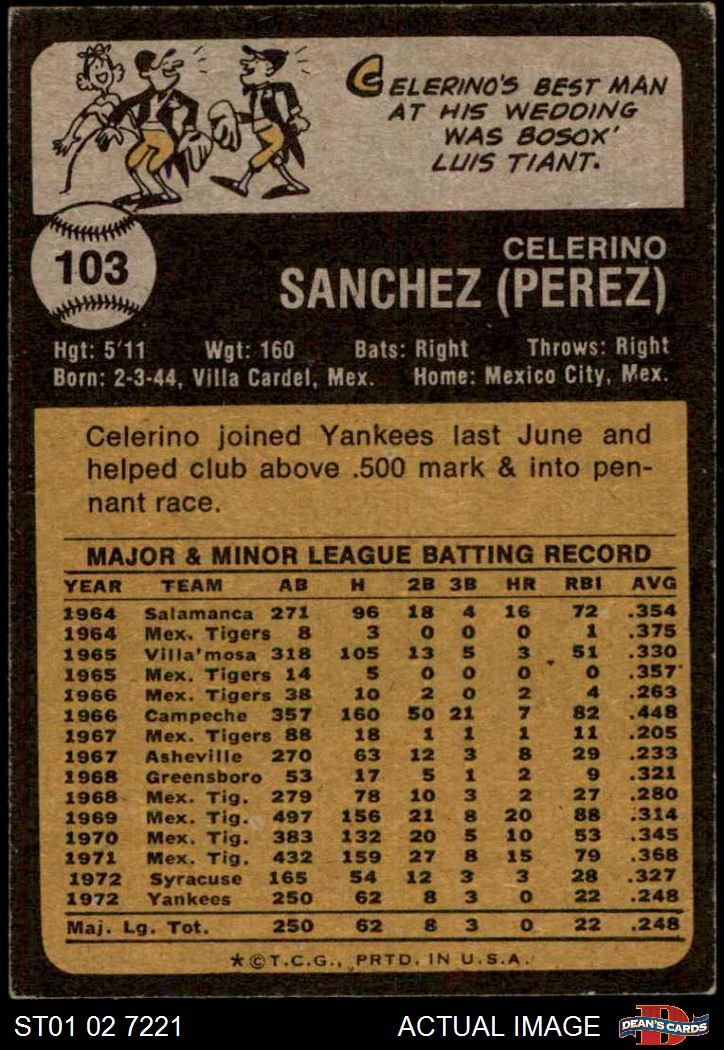 CELERINO'S BEST MAN
AT HIS WEDDING
WAS BOSOX'
LUIS TIANT.
103
CELERINO
SANCHEZ (PEREZ)
Hgt: 5'11 Wgt: 160 Bats: Right Throws: Right
Born: 2-3-44, Villa Cardel, Mex. Home: Mexico City, Mex.
Celerino joined Yankees last June and
helped club above .500 mark & into pen-
nant race.
MAJOR & MINOR LEAGUE BATTING RECORD
YEAR TEAM AB H 2B 3B HR RBI AVG
1964 Salamanca 271 96 18 4 16 72 .354
1964 Mex. Tigers 8 3 0 0 0 1 .375
1965 Villa'mosa 318 105 13 5 3 51 .330
1965 Mex. Tigers 14 5 0 0 0 0 .357
1966 Mex. Tigers 38 10 2 0 2 4 .263
1966 Campeche 357 160 50 21 7 82 .448
1967 Mex. Tigers 88 18 1 1 1 11 .205
1967 Asheville 270 63 12 3 8 29 .233
1968 Greensboro 53 17 5 1 2 9 .321
1968 Mex. Tig. 279 78 10 3 2 27 .280
1969 Mex. Tig. 497 156 21 8 20 88 .314
1970 Mex. Tig. 383 132 20 5 10 53 .345
1971 Mex. Tig. 432 159 27 8 15 79 .368
1972 Syracuse 165 54 12 3 3 28 .327
1972 Yankees 250 62 8 3 0 22 .248
Maj. Lg. Tot. 250 62 8 3 0 22 .248
★©T.C.G., PRTD. IN U.S.A.
ST01 02 7221 ACTUAL IMAGE D DEAN'S CARDS